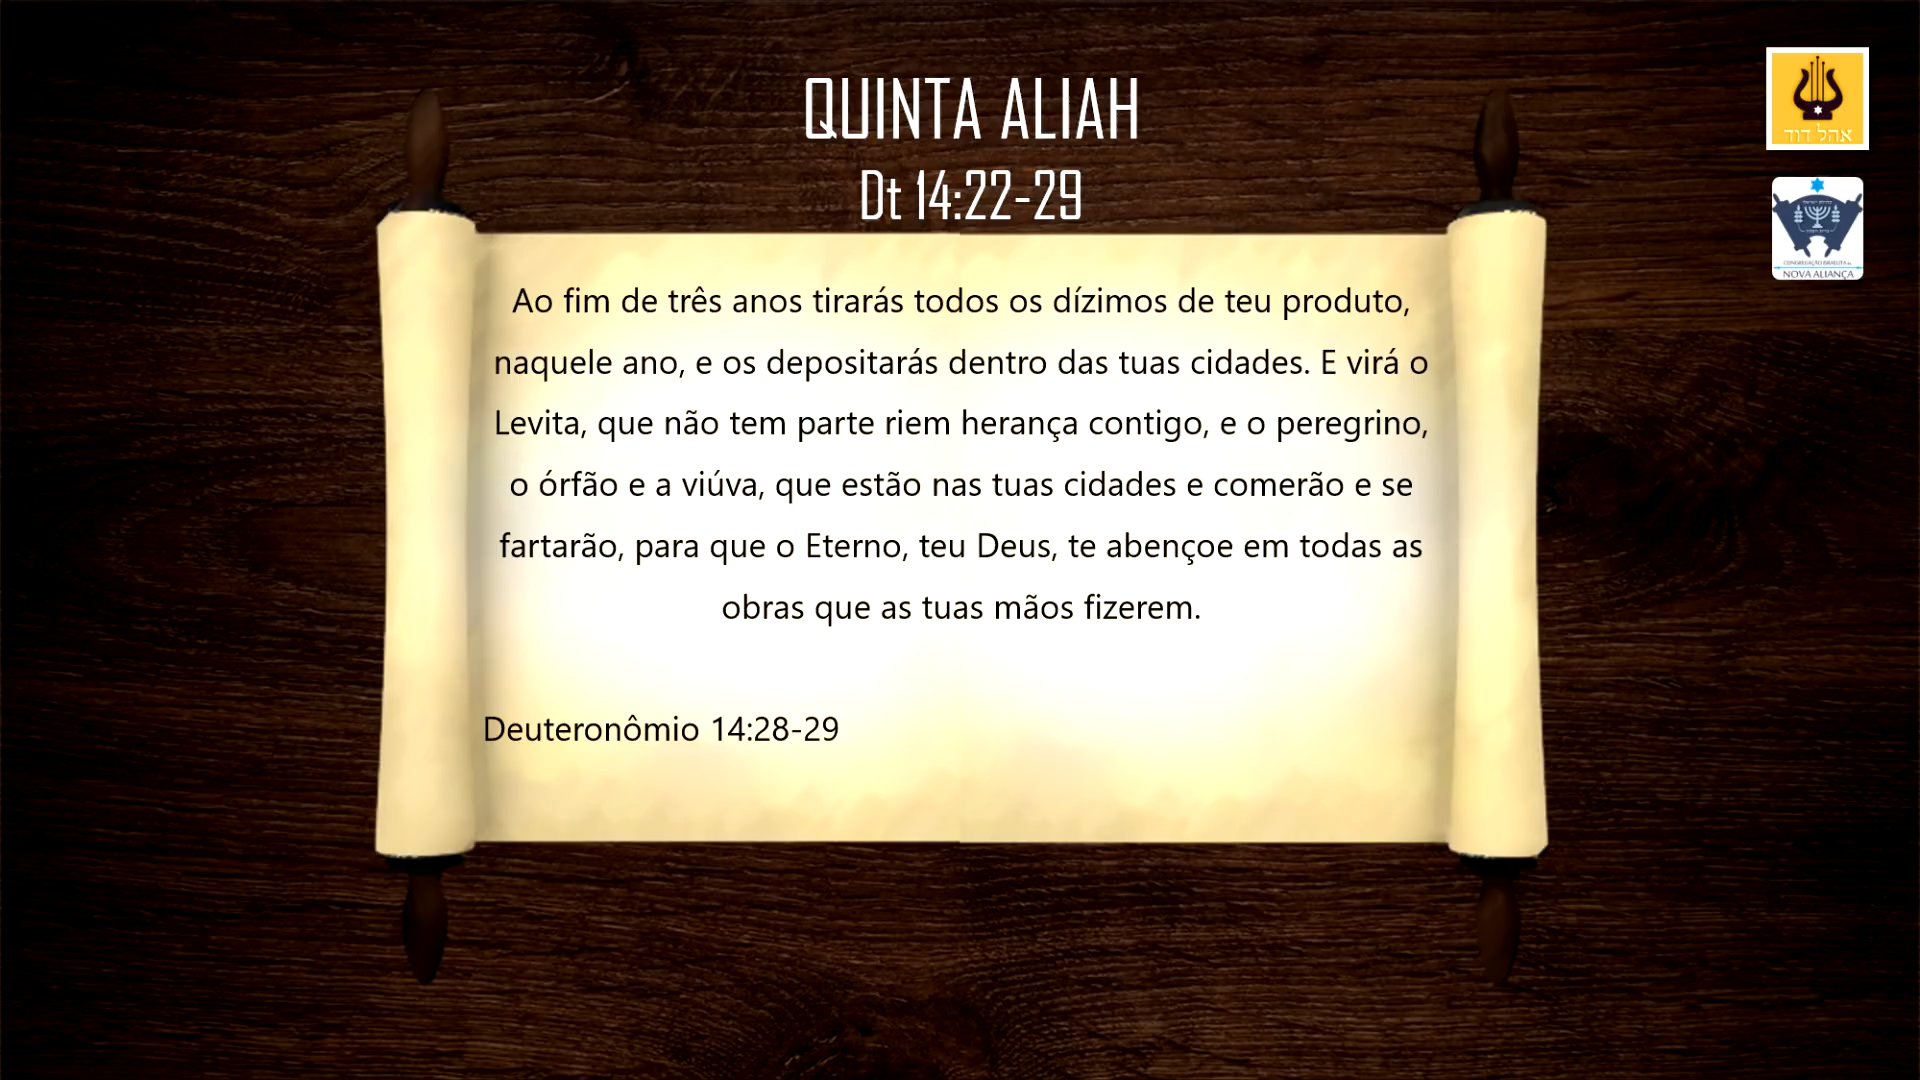 QUINTA ALIAH
Dt 14:22-29
אהל דוד
Ao fim de três anos tirarás todos os dízimos de teu produto,
naquele ano, e os depositarás dentro das tuas cidades. E virá o
Levita, que não tem parte riem herança contigo, e o peregrino,
o órfão e a viúva, que estão nas tuas cidades e comerão e se
fartarão, para que o Eterno, teu Deus, te abençoe em todas as
obras que as tuas mãos fizerem.
Deuteronômio 14:28-29
CONGREGAÇÃO ISRAELITA da
NOVA ALIANÇA